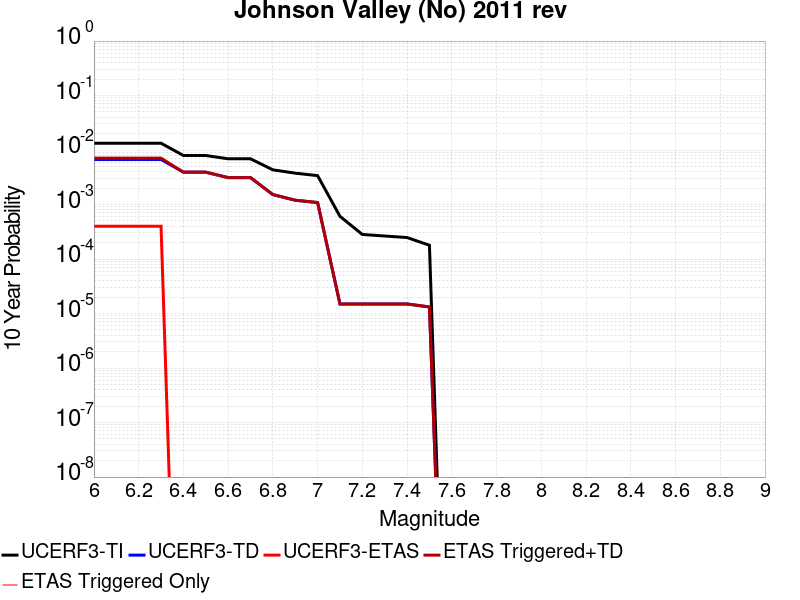 Johnson Valley (No) 2011 rev
10 Year Probability
10^0
10^-1
10^-2
10^-3
10^-4
10^-5
10^-6
10^-7
10^-8
6 6.2 6.4 6.6 6.8 7 7.2 7.4 7.6 7.8 8 8.2 8.4 8.6 8.8 9
Magnitude
UCERF3-TI UCERF3-TD UCERF3-ETAS ETAS Triggered+TD
ETAS Triggered Only